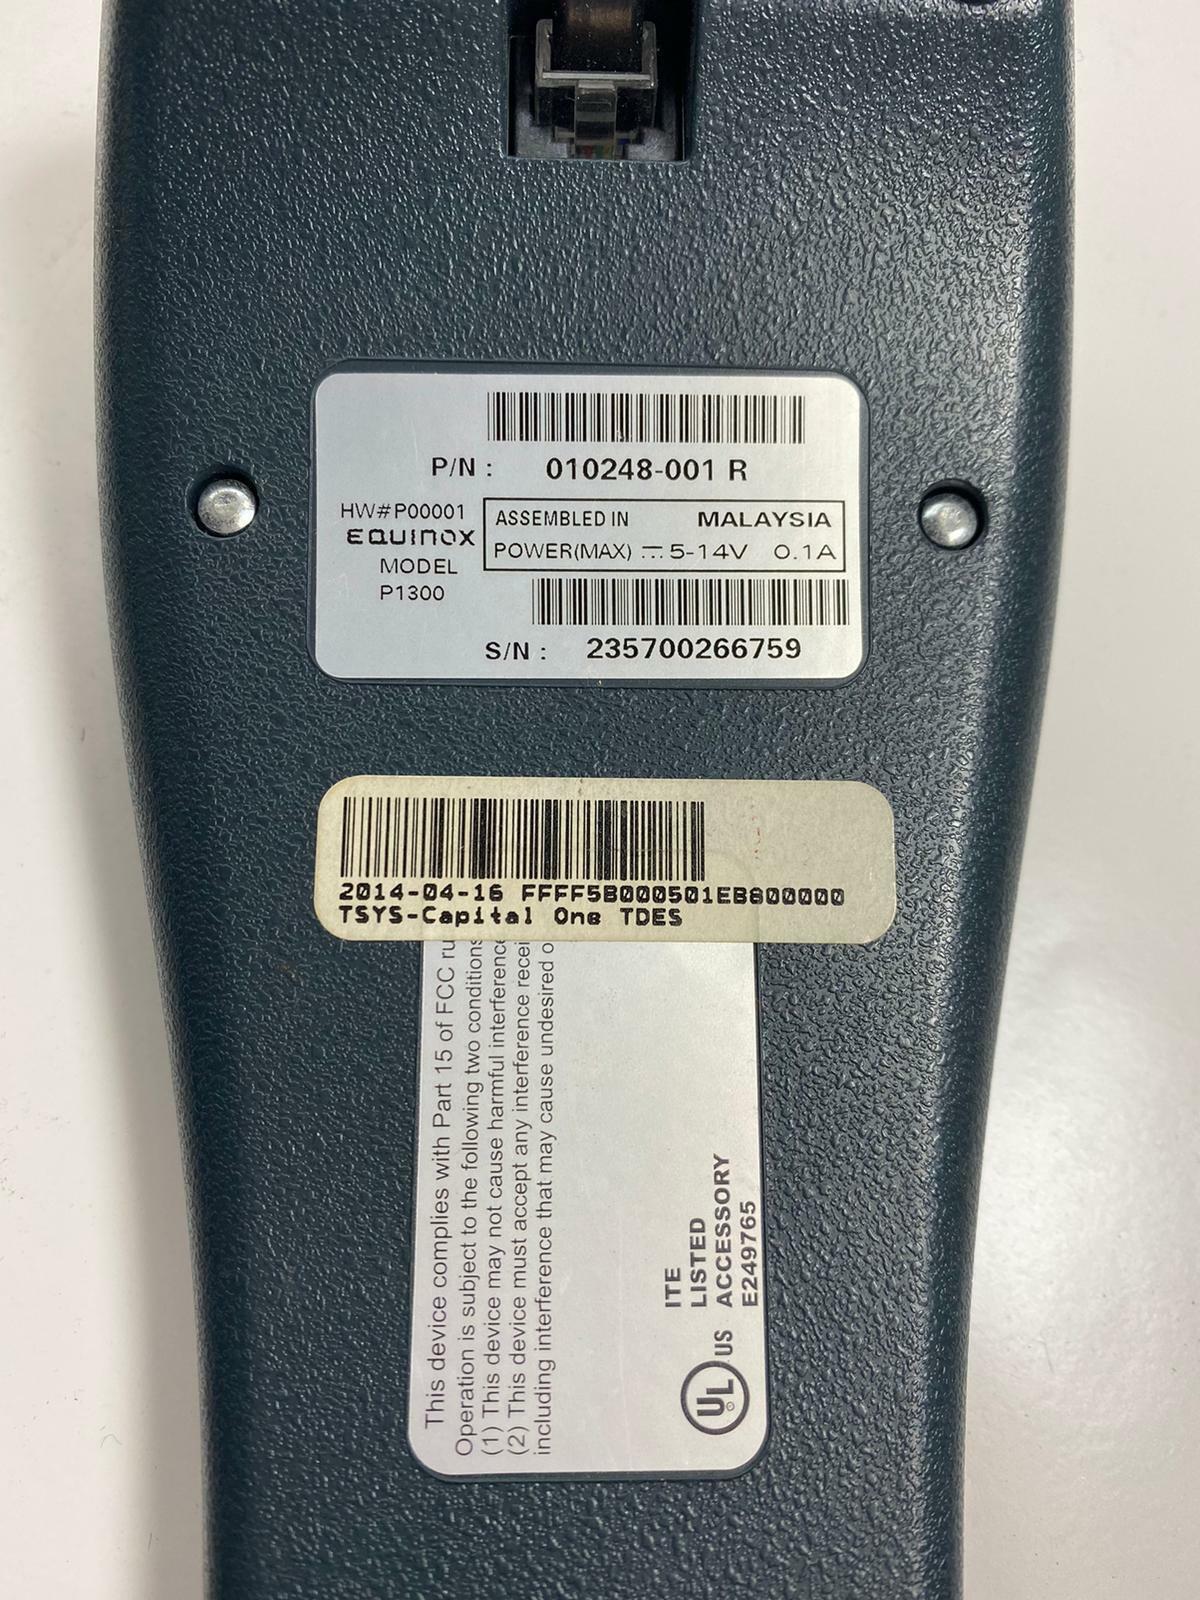 P/N : 010248-001 R
HW#P00001
EQUINOX
MODEL
P1300
ASSEMBLED IN MALAYSIA
POWER(MAX) ⎓ 5-14V 0.1A
S/N : 235700266759
2014-04-16 FFFF5B000501EB800000
TSYS-Capital One TDES
This device complies with Part 15 of FCC ru
Operation is subject to the following two conditions
(1) This device may not cause harmful interference
(2) This device must accept any interference recei
including interference that may cause undesired o
UL US
ITE
LISTED
ACCESSORY
E249765